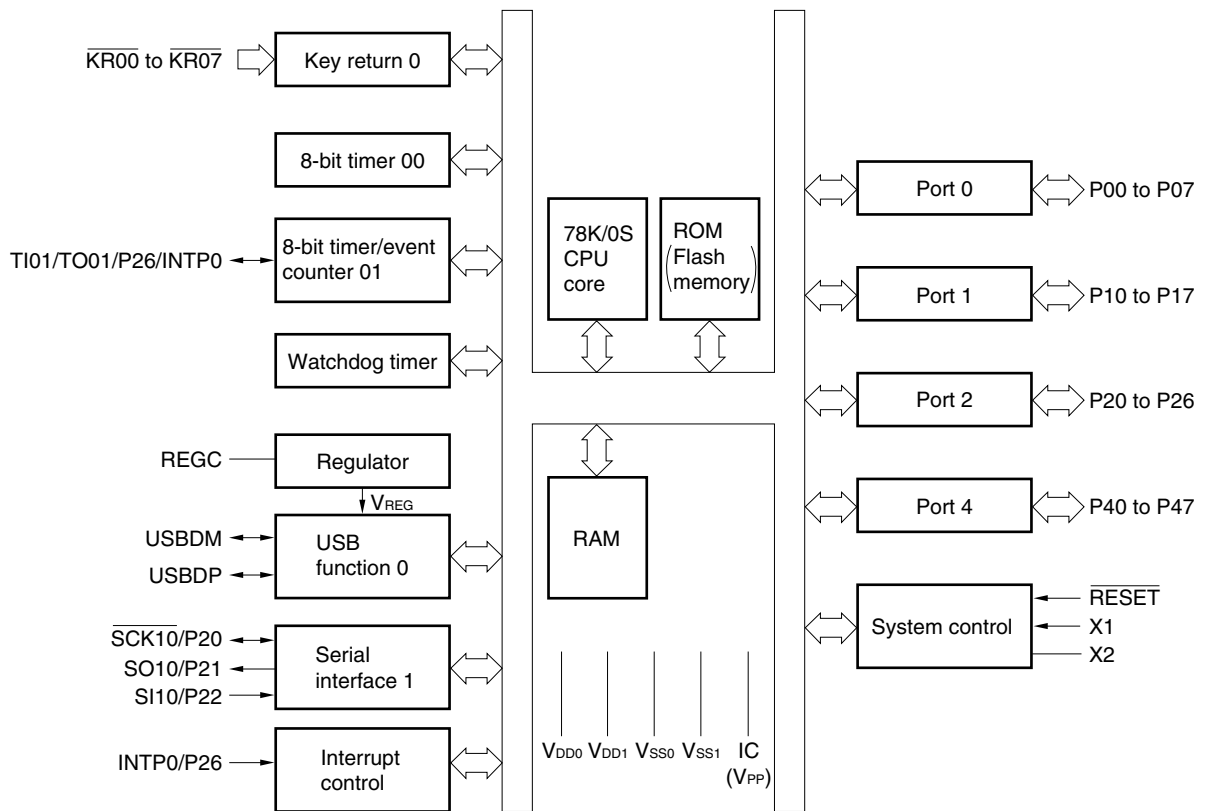 KR00 to KR07
Key return 0
8-bit timer 00
TI01/TO01/P26/INTP0
8-bit timer/event
counter 01
Watchdog timer
REGC
Regulator
VREG
USBDM
USBDP
USB
function 0
SCK10/P20
SO10/P21
SI10/P22
Serial
interface 1
INTP0/P26
Interrupt
control
78K/0S
CPU
core
ROM
(Flash
memory)
RAM
VDD0 VDD1 VSS0 VSS1 IC
(VPP)
Port 0
P00 to P07
Port 1
P10 to P17
Port 2
P20 to P26
Port 4
P40 to P47
System control
RESET
X1
X2